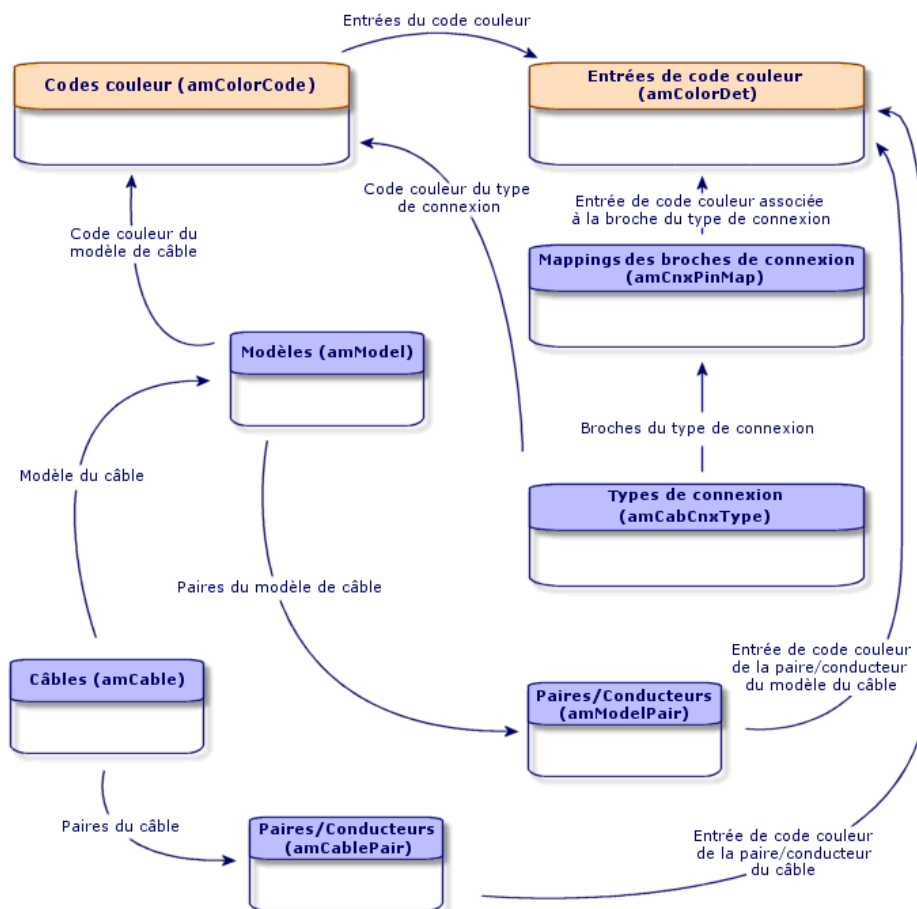 Entrées du code couleur
Codes couleur (amColorCode)
Entrées de code couleur
(amColorDet)
Code couleur du type
de connexion
Entrée de code couleur associée
à la broche du type de connexion
Code couleur du
modèle de câble
Mappings des broches de connexion
(amCnxPinMap)
Modèles (amModel)
Broches du type de connexion
Modèle du câble
Types de connexion
(amCabCnxType)
Paires du modèle de câble
Entrée de code couleur
de la paire/conducteur
du modèle du câble
Câbles (amCable)
Paires/Conducteurs
(amModelPair)
Paires du câble
Paires/Conducteurs
(amCablePair)
Entrée de code couleur
de la paire/conducteur
du câble